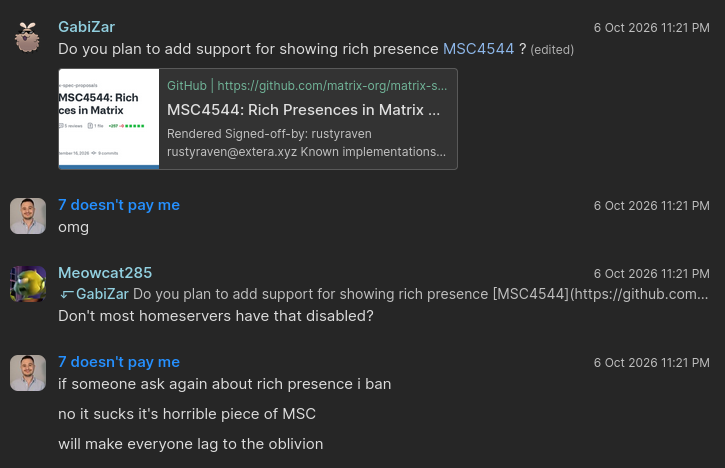 GabiZar
6 Oct 2026 11:21 PM
Do you plan to add support for showing rich presence MSC4544 ? (edited)
GitHub | https://github.com/matrix-org/matrix-s...
MSC4544: Rich
ces in Matrix
MSC4544: Rich Presences in Matrix ...
Rendered Signed-off-by: rustyraven
rustyraven@extera.xyz Known implementations...
7 doesn't pay me
6 Oct 2026 11:21 PM
omg
Meowcat285
6 Oct 2026 11:21 PM
GabiZar Do you plan to add support for showing rich presence [MSC4544](https://github.com...
Don't most homeservers have that disabled?
7 doesn't pay me
6 Oct 2026 11:21 PM
if someone ask again about rich presence i ban
no it sucks it's horrible piece of MSC
will make everyone lag to the oblivion